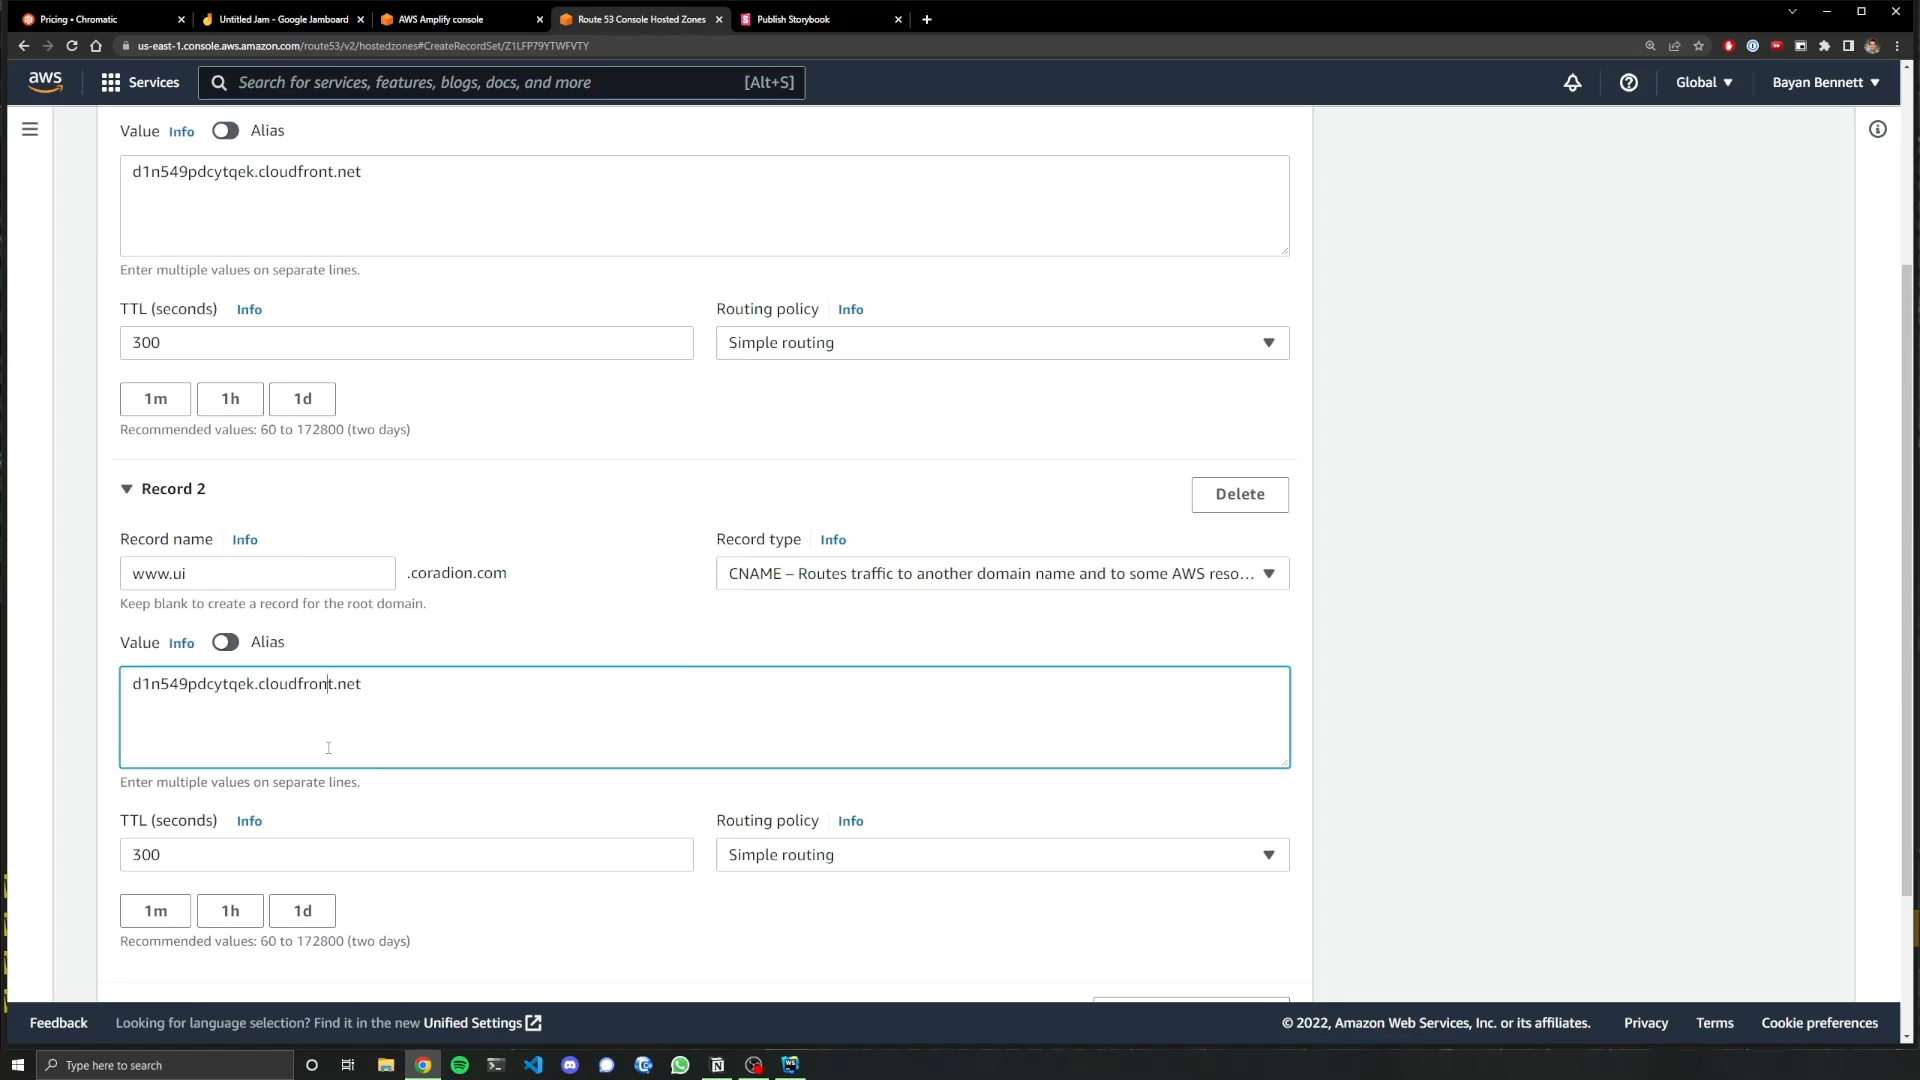 Pricing • Chromatic
Untitled Jam - Google Jamboard
AWS Amplify console
Route 53 Console Hosted Zones
Publish Storybook
us-east-1.console.aws.amazon.com/route53/v2/hostedzones#CreateRecordSet/Z1LFP79YTWFVTY
aws
Services
Search for services, features, blogs, docs, and more
[Alt+S]
Global
Bayan Bennett
Value Info Alias
d1n549pdcytqek.cloudfront.net
Enter multiple values on separate lines.
TTL (seconds) Info
Routing policy Info
300
Simple routing
1m 1h 1d
Recommended values: 60 to 172800 (two days)
Record 2
Delete
Record name Info
Record type Info
www.ui
.coradion.com
CNAME – Routes traffic to another domain name and to some AWS reso...
Keep blank to create a record for the root domain.
Value Info Alias
d1n549pdcytqek.cloudfront.net
Enter multiple values on separate lines.
TTL (seconds) Info
Routing policy Info
300
Simple routing
1m 1h 1d
Recommended values: 60 to 172800 (two days)
Feedback
Looking for language selection? Find it in the new Unified Settings
© 2022, Amazon Web Services, Inc. or its affiliates.
Privacy
Terms
Cookie preferences
Type here to search